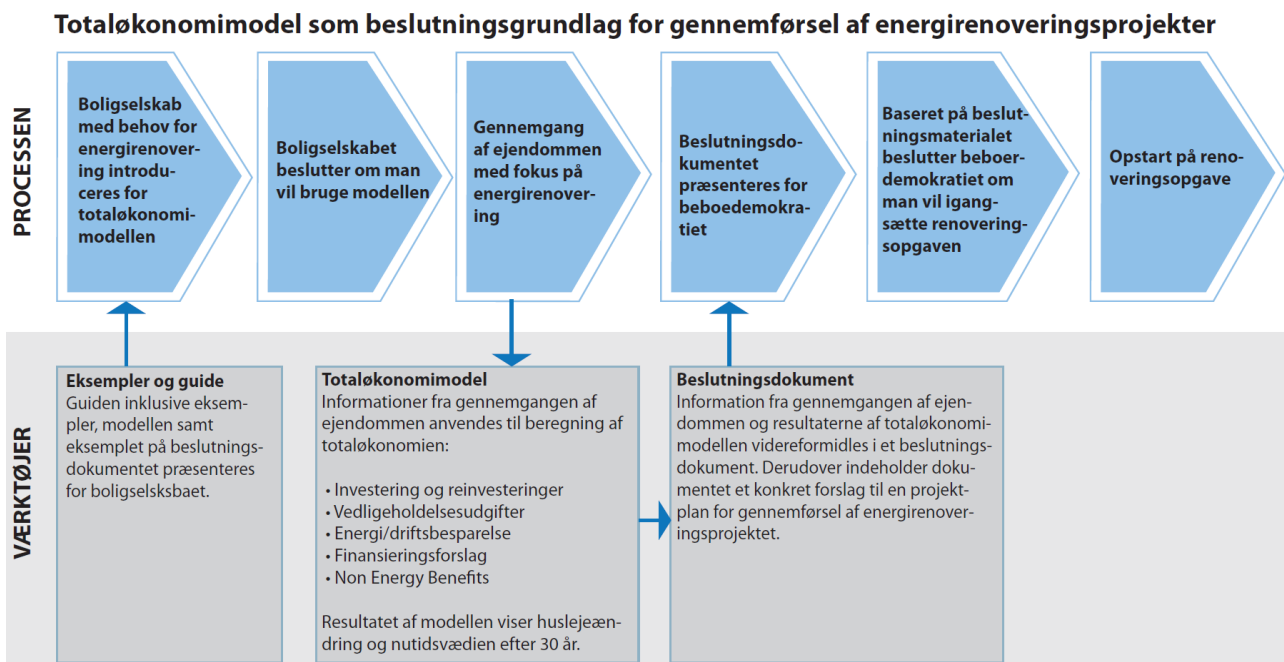 Totaløkonomimodel som beslutningsgrundlag for gennemførsel af energirenoveringsprojekter
PROCESSEN
Boligselskab
med behov for
energirenover-
ing introdu-
ceres for
totaløkonomi-
modellen
Boligselskabet
beslutter om man
vil bruge modellen
Gennemgang
af ejendommen
med fokus på
energirenover-
ing
Beslutningsdo-
kumentet
præsenteres for
beboedemokra-
tiet
Baseret på beslut-
ningsmaterialet
beslutter beboer-
demokratiet om
man vil igang-
sætte renovering-
sopgaven
Opstart på reno-
veringsopgave
VÆRKTØJER
Eksempler og guide
Guiden inklusive eksem-
pler, modellen samt
eksemplet på beslutnings-
dokumentet præsenteres
for boligselsksbaet.
Totaløkonomimodel
Informationer fra gennemgangen af
ejendommen anvendes til beregning af
totaløkonomien:
• Investering og reinvesteringer
• Vedligeholdelsesudgifter
• Energi/driftsbesparelse
• Finansieringsforslag
• Non Energy Benefits
Resultatet af modellen viser huslejeæn-
dring og nutidsvædien efter 30 år.
Beslutningsdokument
Information fra gennemgangen af ejen-
dommen og resultaterne af totaløkonomi-
modellen videreformidles i et beslutnings-
dokument. Derudover indeholder doku-
mentet et konkret forslag til en projekt-
plan for gennemførsel af energirenover-
ingsprojektet.